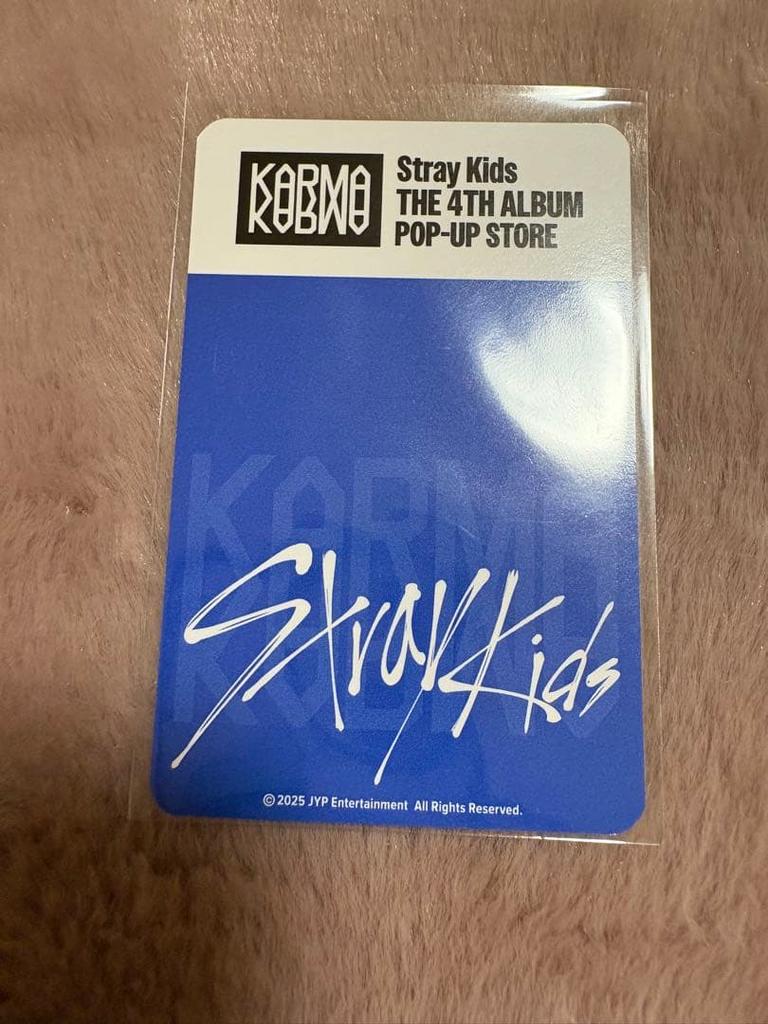 KARMA
Stray Kids
THE 4TH ALBUM
POP-UP STORE
KARMA
Stray Kids
© 2025 JYP Entertainment All Rights Reserved.